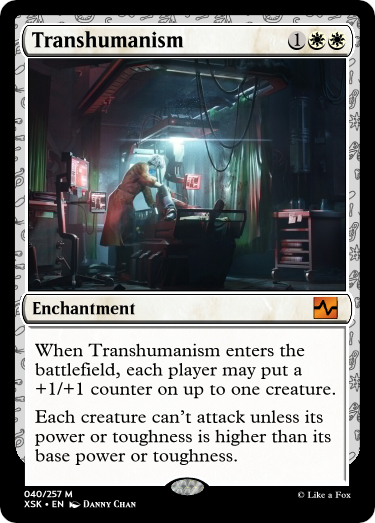 Transhumanism 1
Enchantment
When Transhumanism enters the
battlefield, each player may put a
+1/+1 counter on up to one creature.
Each creature can't attack unless its
power or toughness is higher than its
base power or toughness.
040/257 M
XSK • EN Danny Chan
© Like a Fox